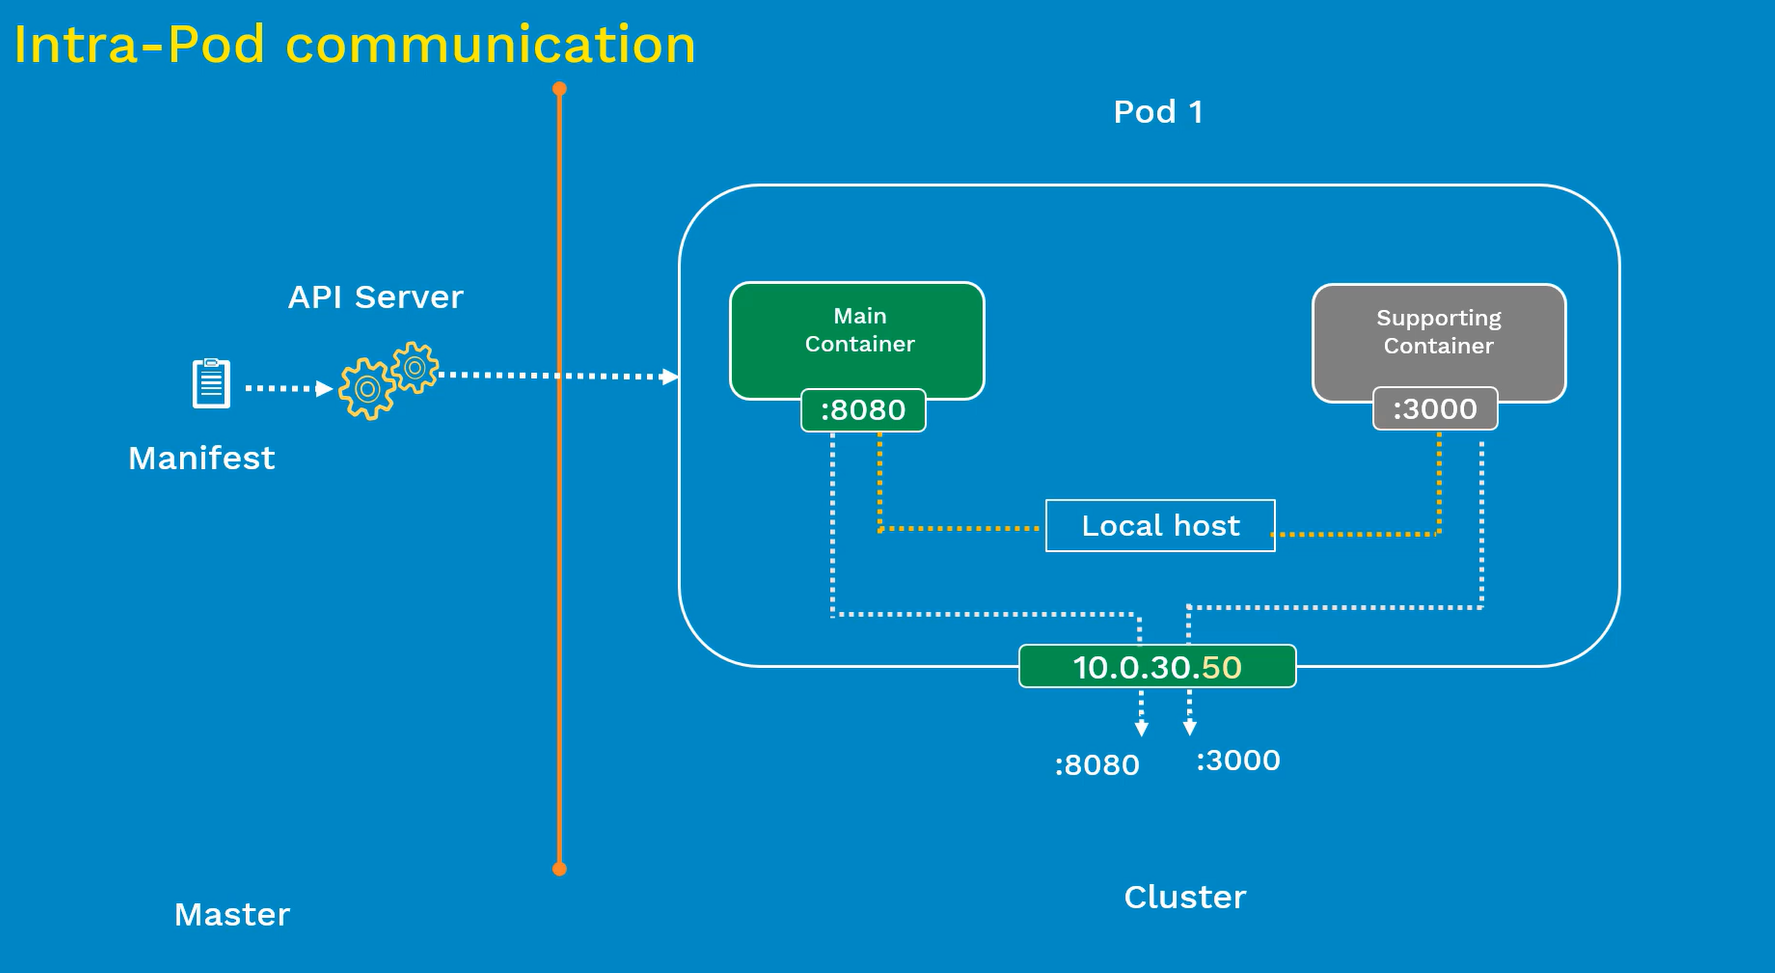 Intra-Pod communication
Pod 1
API Server
Manifest
Main
Container
:8080
Supporting
Container
:3000
Local host
10.0.30.50
:8080
:3000
Master
Cluster